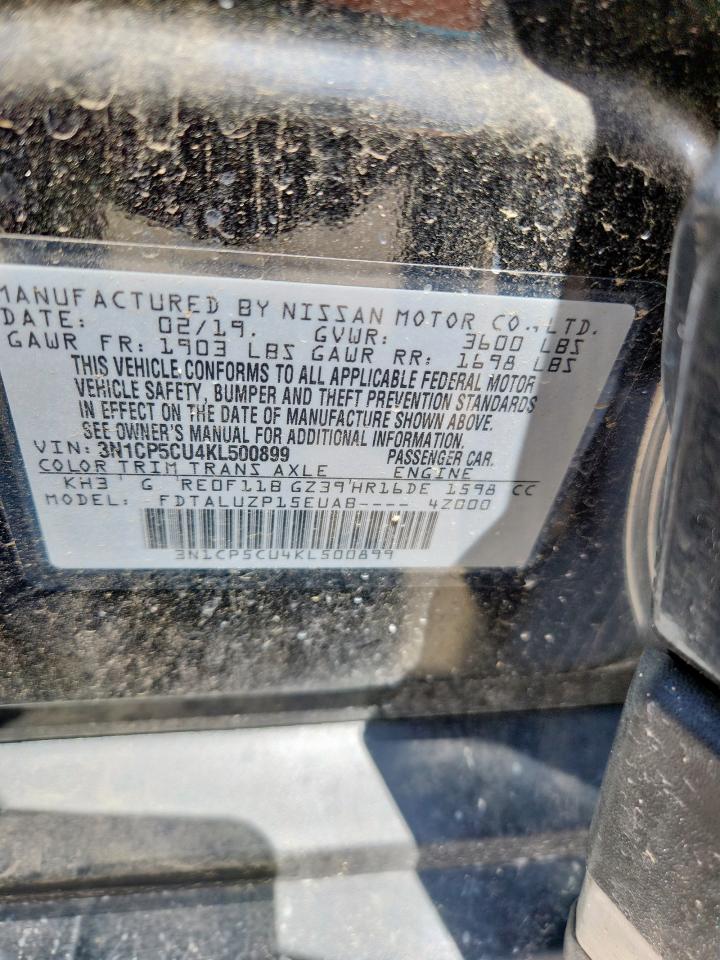 MANUFACTURED BY NISSAN MOTOR CO., LTD.
DATE: 02/19. GVWR: 3600 LBS
GAWR FR: 1903 LBS GAWR RR: 1698 LBS
THIS VEHICLE CONFORMS TO ALL APPLICABLE FEDERAL MOTOR
VEHICLE SAFETY, BUMPER AND THEFT PREVENTION STANDARDS
IN EFFECT ON THE DATE OF MANUFACTURE SHOWN ABOVE.
SEE OWNER'S MANUAL FOR ADDITIONAL INFORMATION.
VIN: 3N1CP5CU4KL500899 PASSENGER CAR.
COLOR TRIM TRANS AXLE ENGINE
KH3 G RE0F11B GZ39 HR16DE 1598 CC
MODEL: FDTALUZP15EUAB---- 4Z000
3N1CP5CU4KL500899